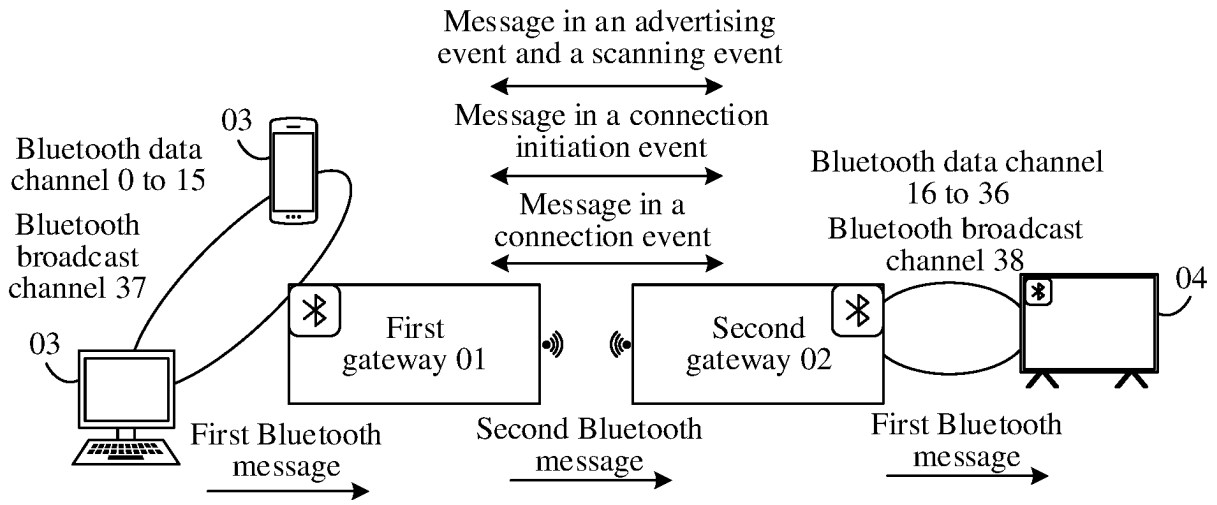 Message in an advertising
event and a scanning event
Message in a connection
initiation event
Message in a
connection event
03
Bluetooth data
channel 0 to 15
Bluetooth
broadcast
channel 37
03
Bluetooth data channel
16 to 36
Bluetooth broadcast
channel 38
04
First
gateway 01
Second
gateway 02
First Bluetooth
message
Second Bluetooth
message
First Bluetooth
message